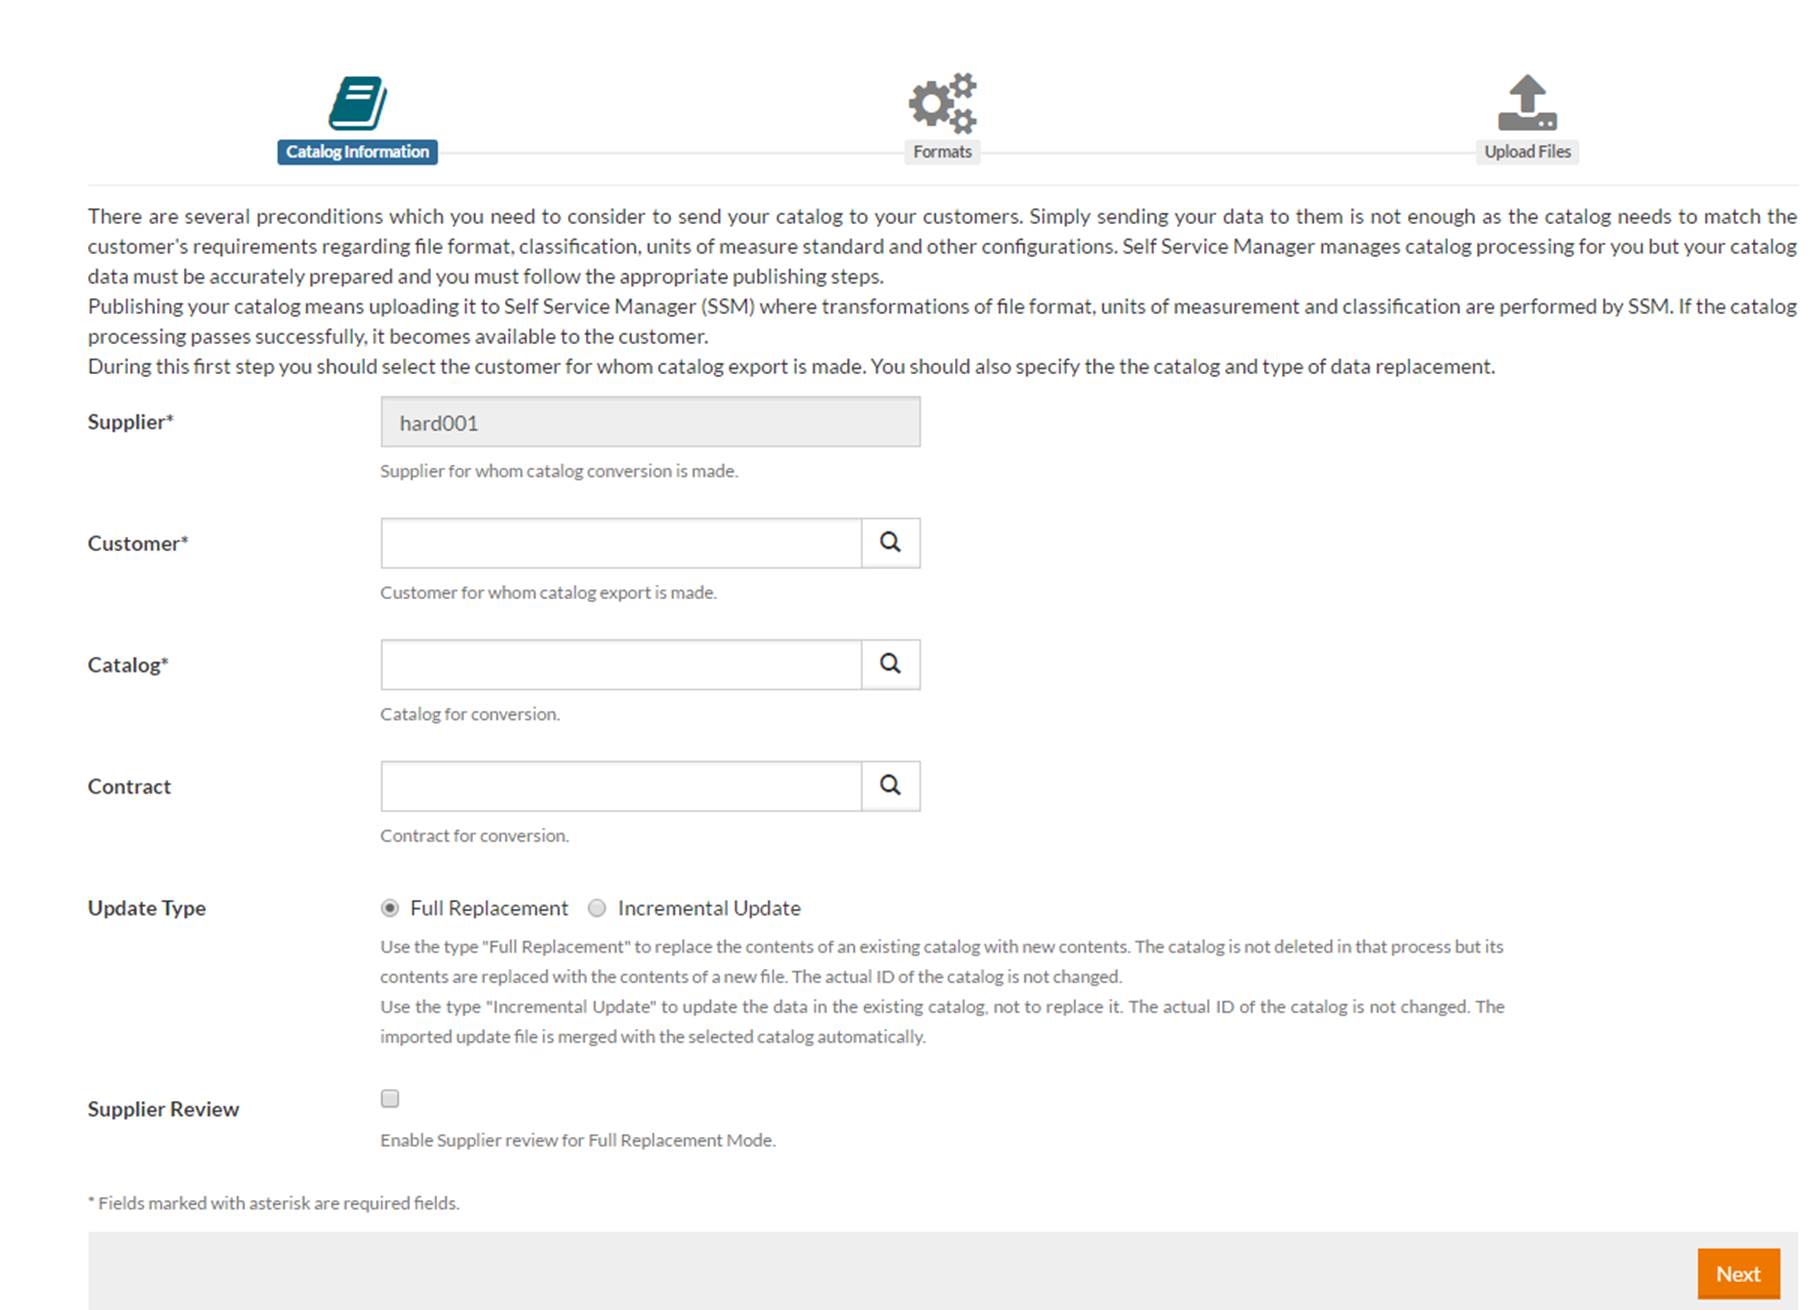 Catalog Information
Formats
Upload Files
There are several preconditions which you need to consider to send your catalog to your customers. Simply sending your data to them is not enough as the catalog needs to match the
customer's requirements regarding file format, classification, units of measure standard and other configurations. Self Service Manager manages catalog processing for you but your catalog
data must be accurately prepared and you must follow the appropriate publishing steps.
Publishing your catalog means uploading it to Self Service Manager (SSM) where transformations of file format, units of measurement and classification are performed by SSM. If the catalog
processing passes successfully, it becomes available to the customer.
During this first step you should select the customer for whom catalog export is made. You should also specify the the catalog and type of data replacement.
Supplier*
hard001
Supplier for whom catalog conversion is made.
Customer*
Customer for whom catalog export is made.
Catalog*
Catalog for conversion.
Contract
Contract for conversion.
Update Type
Full Replacement
Incremental Update
Use the type "Full Replacement" to replace the contents of an existing catalog with new contents. The catalog is not deleted in that process but its
contents are replaced with the contents of a new file. The actual ID of the catalog is not changed.
Use the type "Incremental Update" to update the data in the existing catalog, not to replace it. The actual ID of the catalog is not changed. The
imported update file is merged with the selected catalog automatically.
Supplier Review
Enable Supplier review for Full Replacement Mode.
* Fields marked with asterisk are required fields.
Next